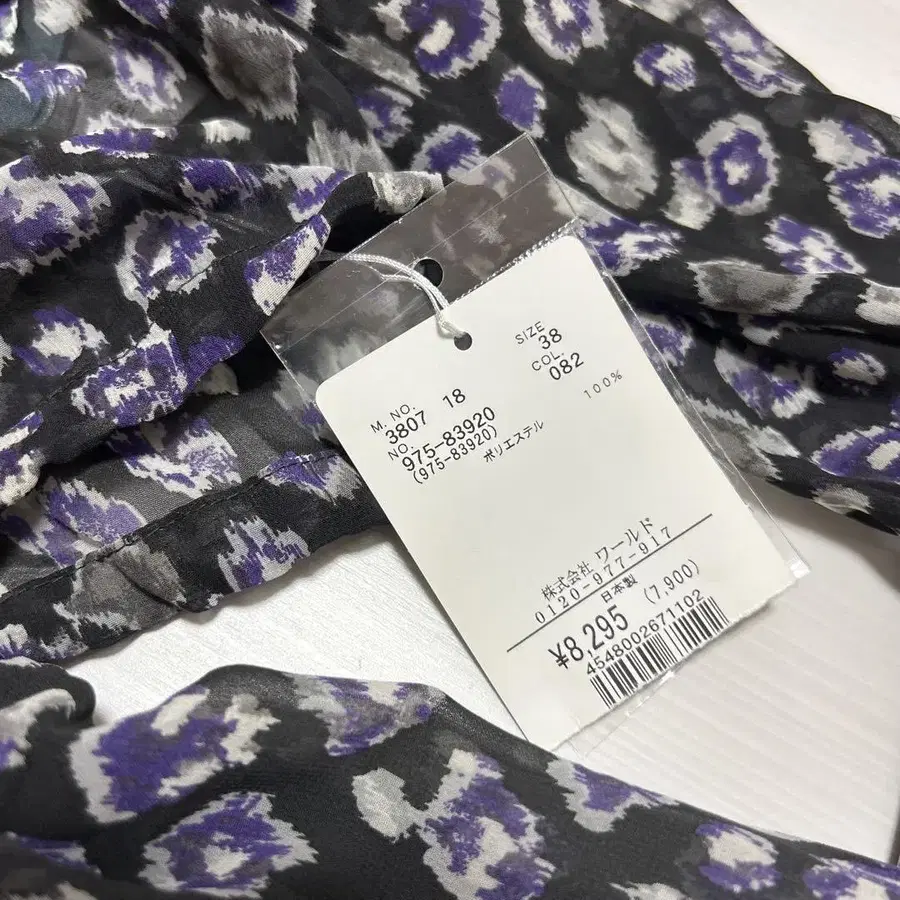 M. NO.
3807 18
NO.
975-83920
(975-83920)
SIZE
38
COL.
082
ポリエステル 100%
株式会社 ワールド
0120-977-917
日本製
¥8,295 (7,900)
4548002671102